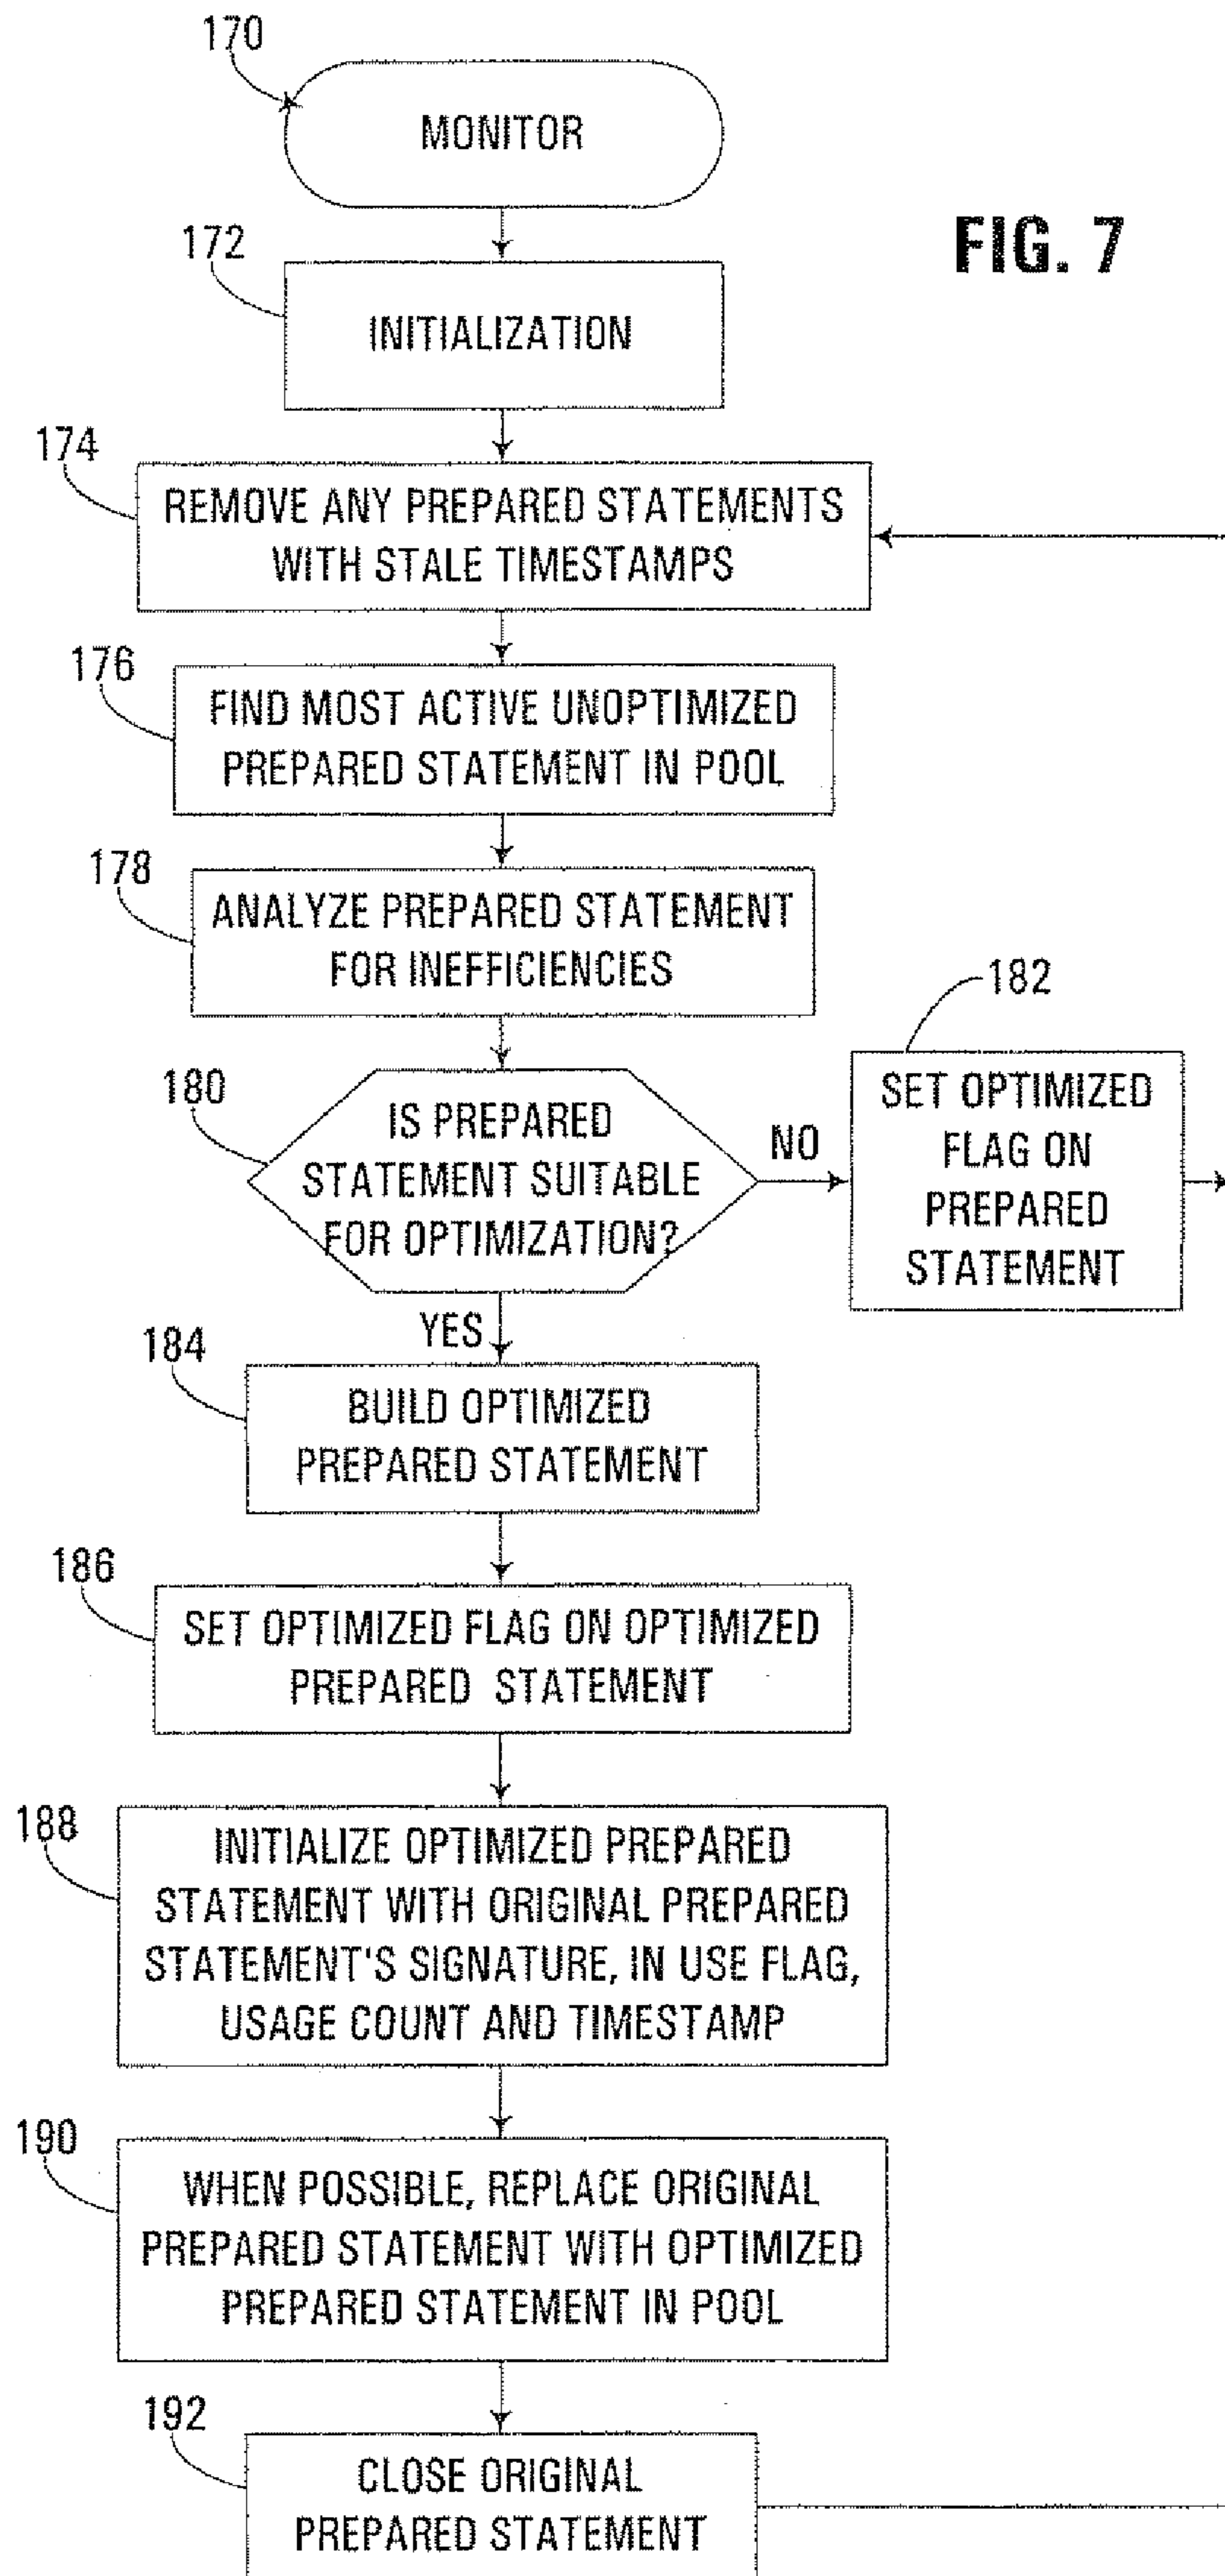 170
MONITOR
FIG. 7
172
INITIALIZATION
174
REMOVE ANY PREPARED STATEMENTS
WITH STALE TIMESTAMPS
176
FIND MOST ACTIVE UNOPTIMIZED
PREPARED STATEMENT IN POOL
178
ANALYZE PREPARED STATEMENT
FOR INEFFICIENCIES
180
IS PREPARED
STATEMENT SUITABLE
FOR OPTIMIZATION?
NO
182
SET OPTIMIZED
FLAG ON
PREPARED
STATEMENT
YES
184
BUILD OPTIMIZED
PREPARED STATEMENT
186
SET OPTIMIZED FLAG ON OPTIMIZED
PREPARED STATEMENT
188
INITIALIZE OPTIMIZED PREPARED
STATEMENT WITH ORIGINAL PREPARED
STATEMENT'S SIGNATURE, IN USE FLAG,
USAGE COUNT AND TIMESTAMP
190
WHEN POSSIBLE, REPLACE ORIGINAL
PREPARED STATEMENT WITH OPTIMIZED
PREPARED STATEMENT IN POOL
192
CLOSE ORIGINAL
PREPARED STATEMENT